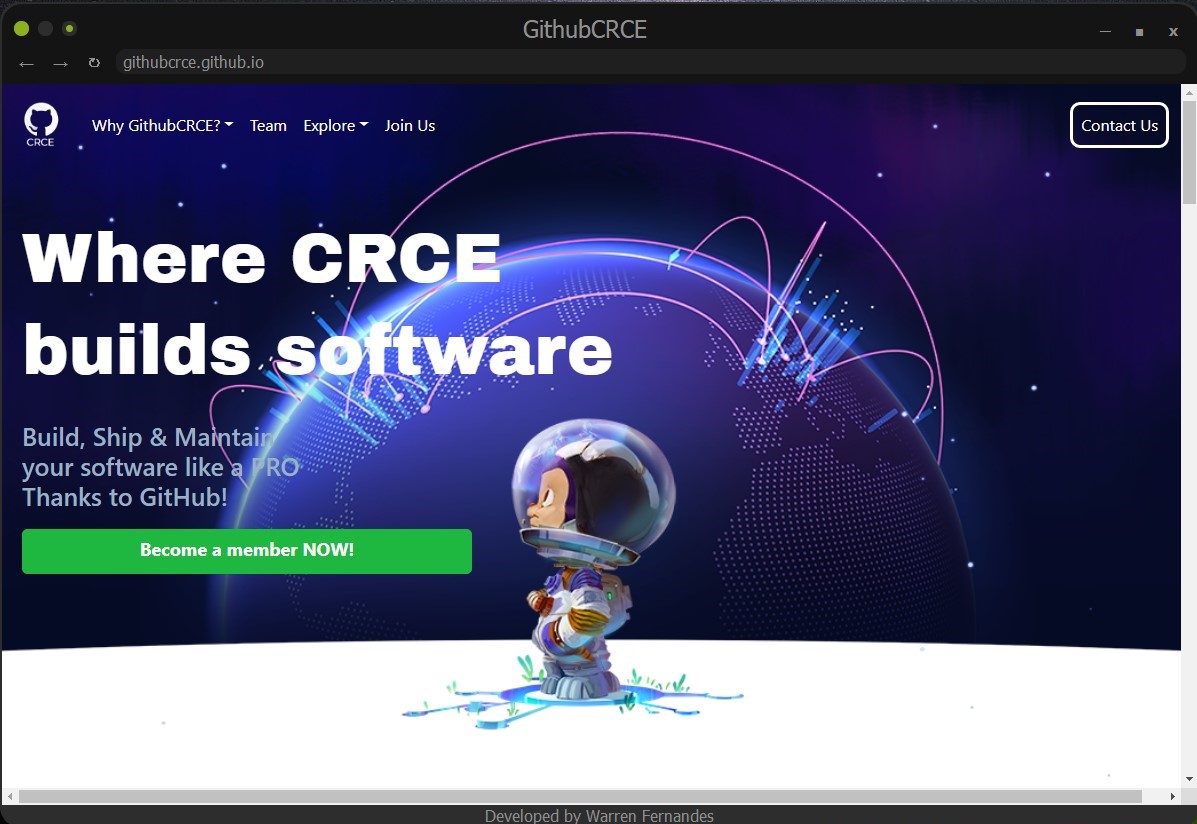 GithubCRCE
githubcrce.github.io
CRCE
Why GithubCRCE? Team Explore Join Us
Contact Us
Where CRCE
builds software
Build, Ship & Maintain
your software like a PRO
Thanks to GitHub!
Become a member NOW!
Developed by Warren Fernandes